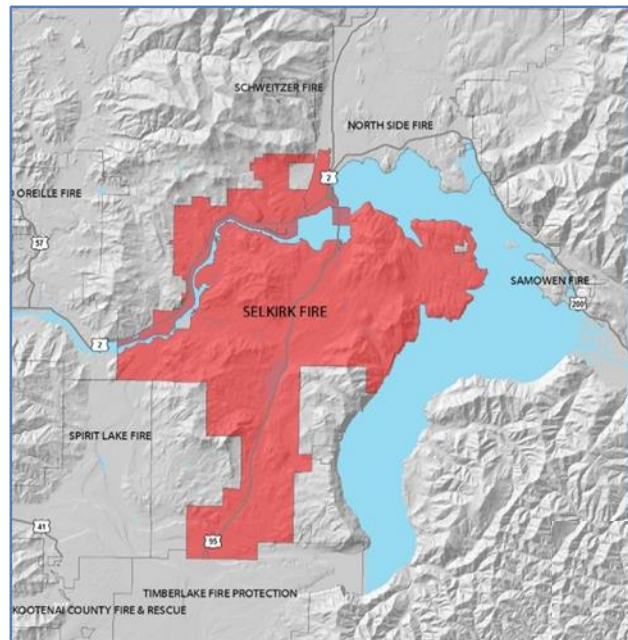 SCHWEITZER FIRE
NORTH SIDE FIRE
2
D OREILLE FIRE
57
SAMOWEN FIRE
200
SELKIRK FIRE
2
SPIRIT LAKE FIRE
41
95
TIMBERLAKE FIRE PROTECTION
KOOTENAI COUNTY FIRE & RESCUE